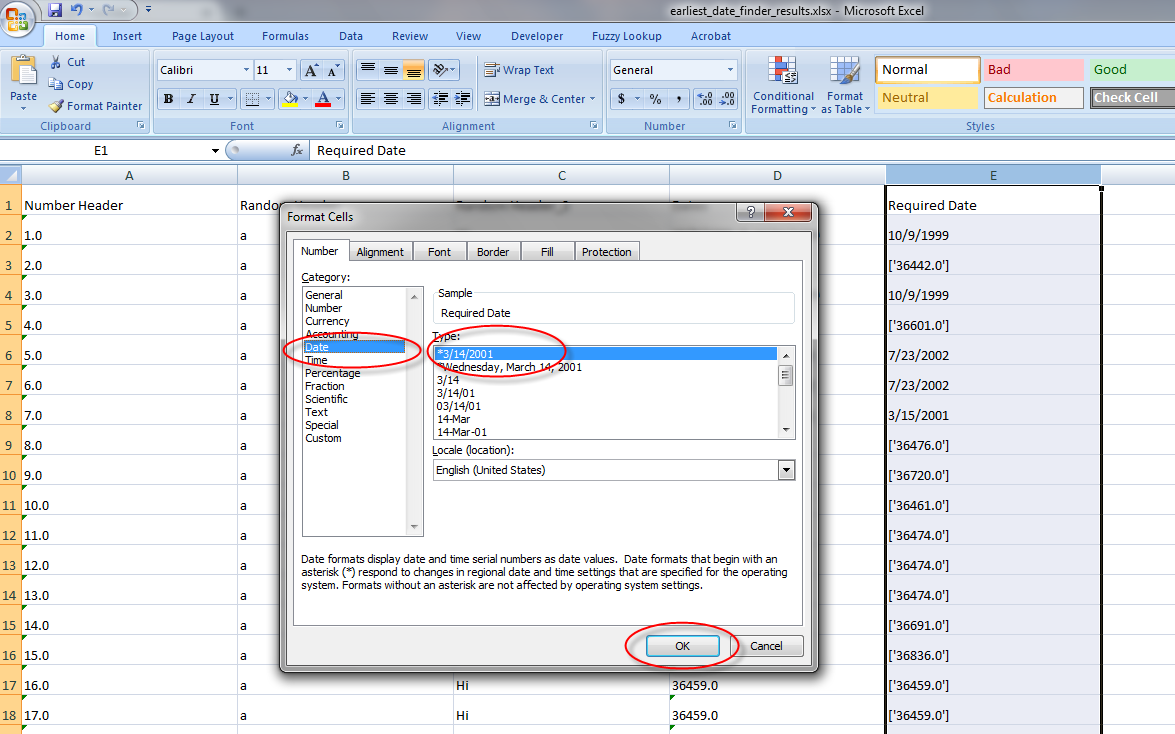 earliest_date_finder_results.xlsx - Microsoft Excel
Home Insert Page Layout Formulas Data Review View Developer Fuzzy Lookup Acrobat
Paste
Cut
Copy
Format Painter
Clipboard
Calibri 11
B I U
Font
Wrap Text
Merge & Center
Alignment
General
$ % ,
Number
Conditional Formatting
Format as Table
Normal Bad Good
Neutral Calculation Check Cell
Styles
E1 fx Required Date
A B C D E
1 Number Header Required Date
2 1.0 a 10/9/1999
3 2.0 a ['36442.0']
4 3.0 a 10/9/1999
5 4.0 a ['36601.0']
6 5.0 a 7/23/2002
7 6.0 a 7/23/2002
8 7.0 a 3/15/2001
9 8.0 a ['36476.0']
10 9.0 a ['36720.0']
11 10.0 a ['36461.0']
12 11.0 a ['36474.0']
13 12.0 a ['36474.0']
14 13.0 a ['36474.0']
15 14.0 a ['36691.0']
16 15.0 a ['36836.0']
17 16.0 a Hi 36459.0 ['36459.0']
18 17.0 a Hi 36459.0 ['36459.0']
Format Cells
Number Alignment Font Border Fill Protection
Category:
General
Number
Currency
Accounting
Date
Time
Percentage
Fraction
Scientific
Text
Special
Custom
Sample
Required Date
Type:
*3/14/2001
*Wednesday, March 14, 2001
3/14
3/14/01
03/14/01
14-Mar
14-Mar-01
Locale (location):
English (United States)
Date formats display date and time serial numbers as date values. Date formats that begin with an
asterisk (*) respond to changes in regional date and time settings that are specified for the operating
system. Formats without an asterisk are not affected by operating system settings.
OK Cancel